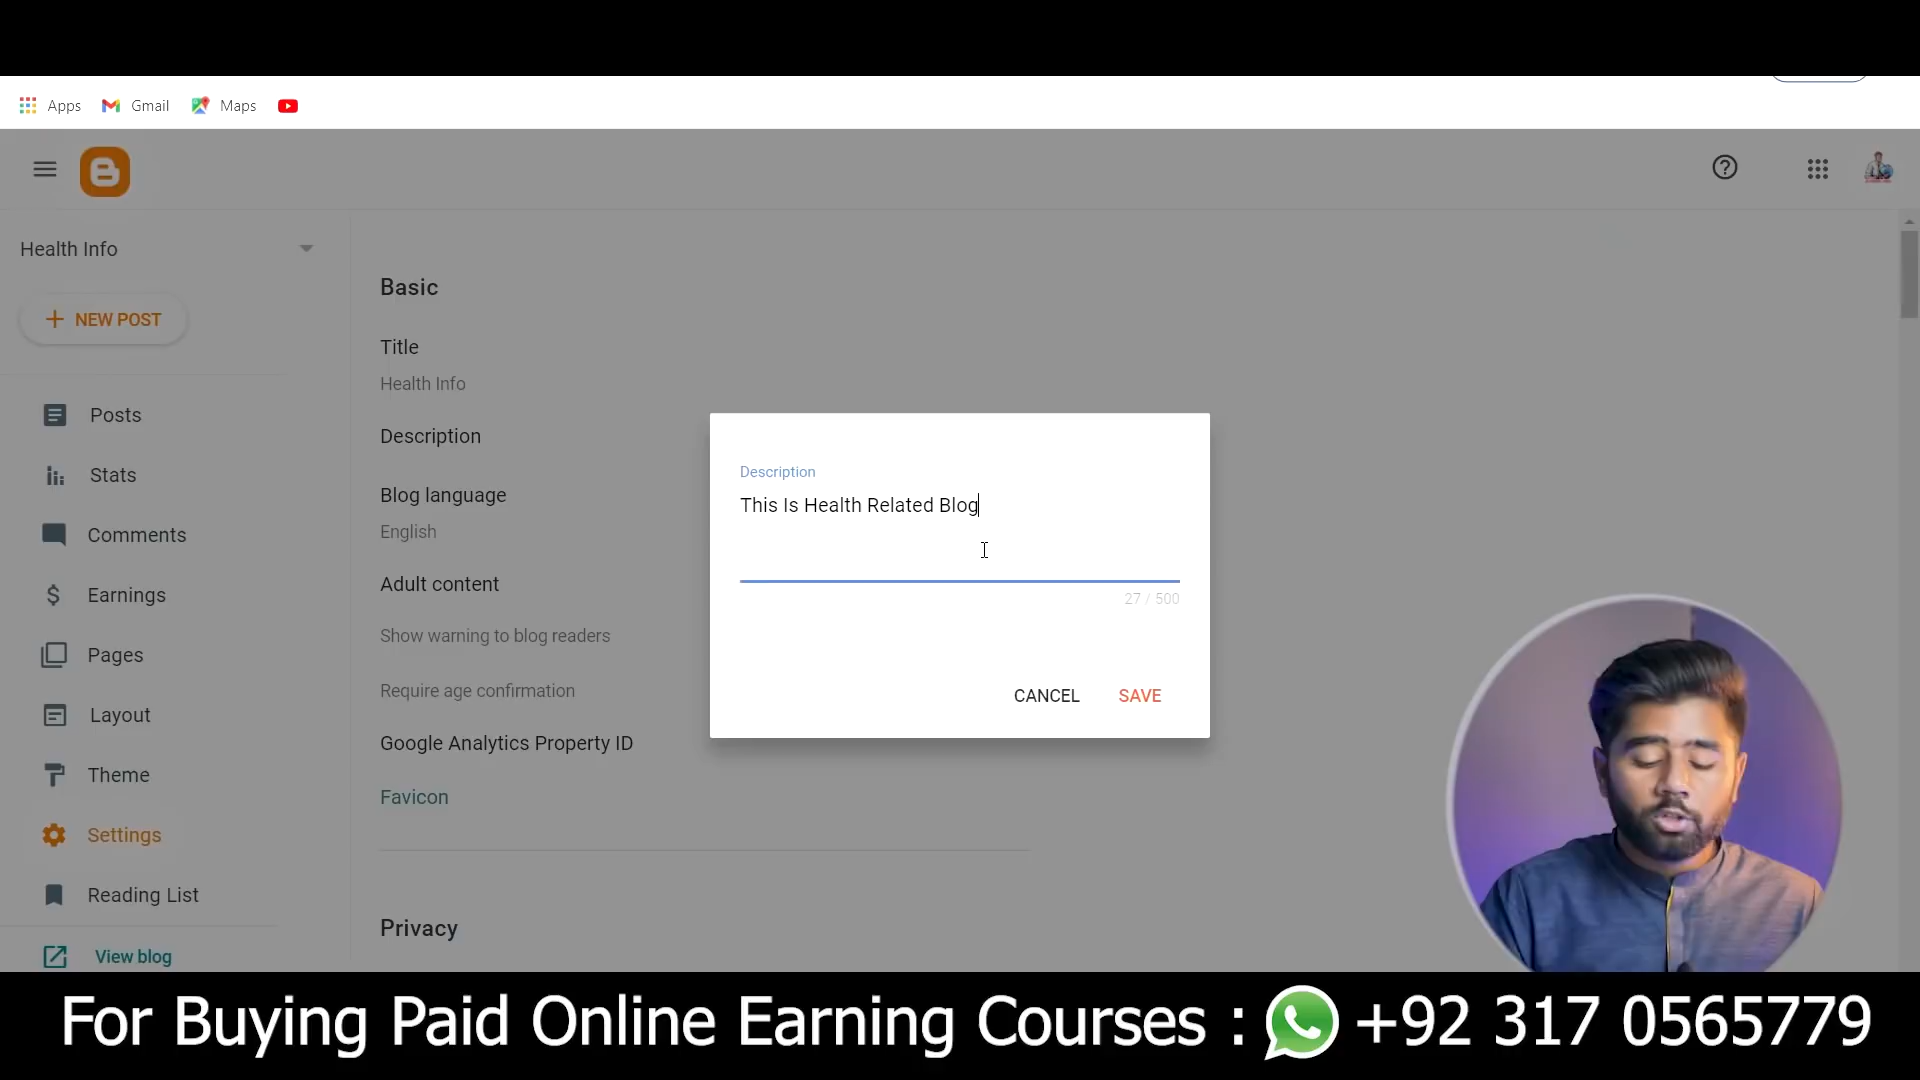 Apps
Gmail
Maps
Health Info
NEW POST
Posts
Stats
Comments
Earnings
Pages
Layout
Theme
Settings
Reading List
View blog
Basic
Title
Health Info
Description
Blog language
English
Adult content
Show warning to blog readers
Require age confirmation
Google Analytics Property ID
Favicon
Privacy
Description
This Is Health Related Blog
27 / 500
CANCEL
SAVE
For Buying Paid Online Earning Courses : +92 317 0565779